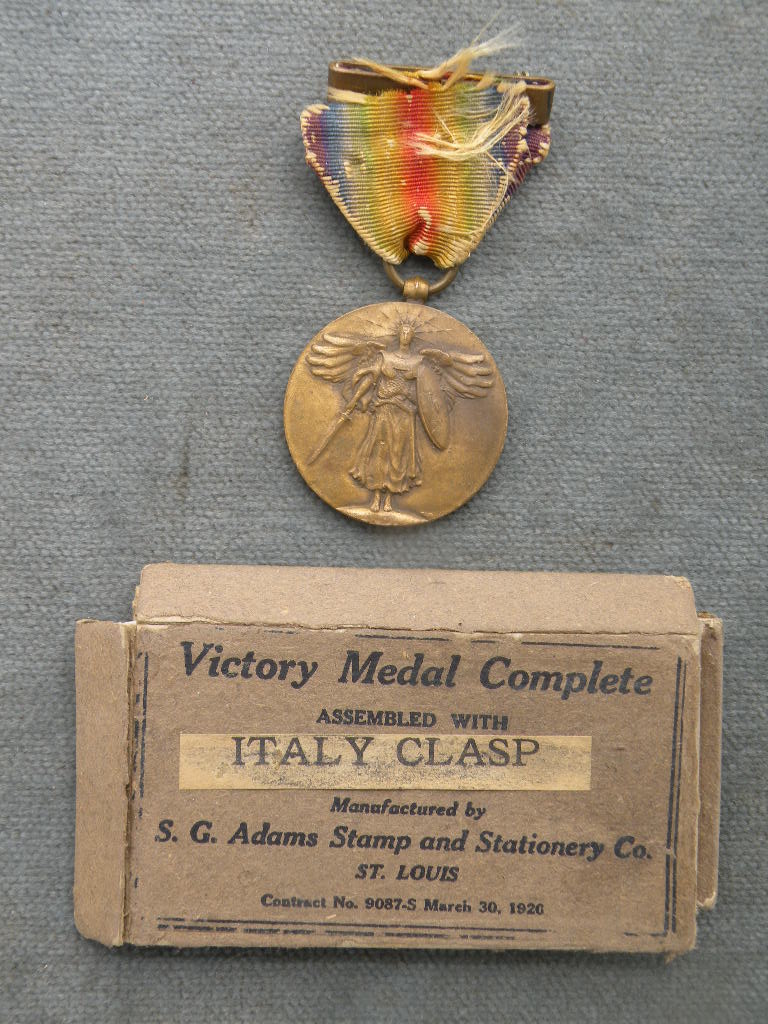 Victory Medal Complete
ASSEMBLED WITH
ITALY CLASP
Manufactured by
S. G. Adams Stamp and Stationery Co.
ST. LOUIS
Contract No. 9087-S March 30, 1920